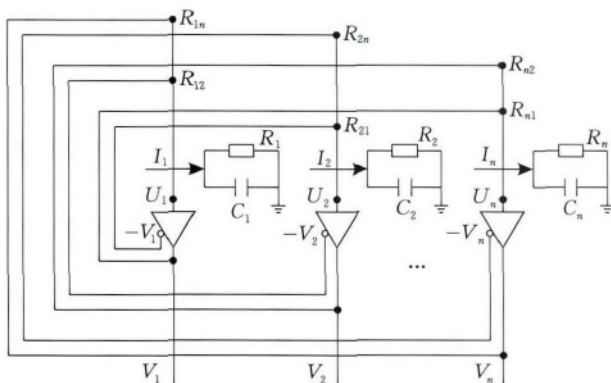 R1n
R2n
Rn2
R12
Rn1
R21
R1
R2
Rn
I1
I2
In
C1
C2
Cn
U1
U2
Un
−V1
−V2
−Vn
...
V1
V2
Vn